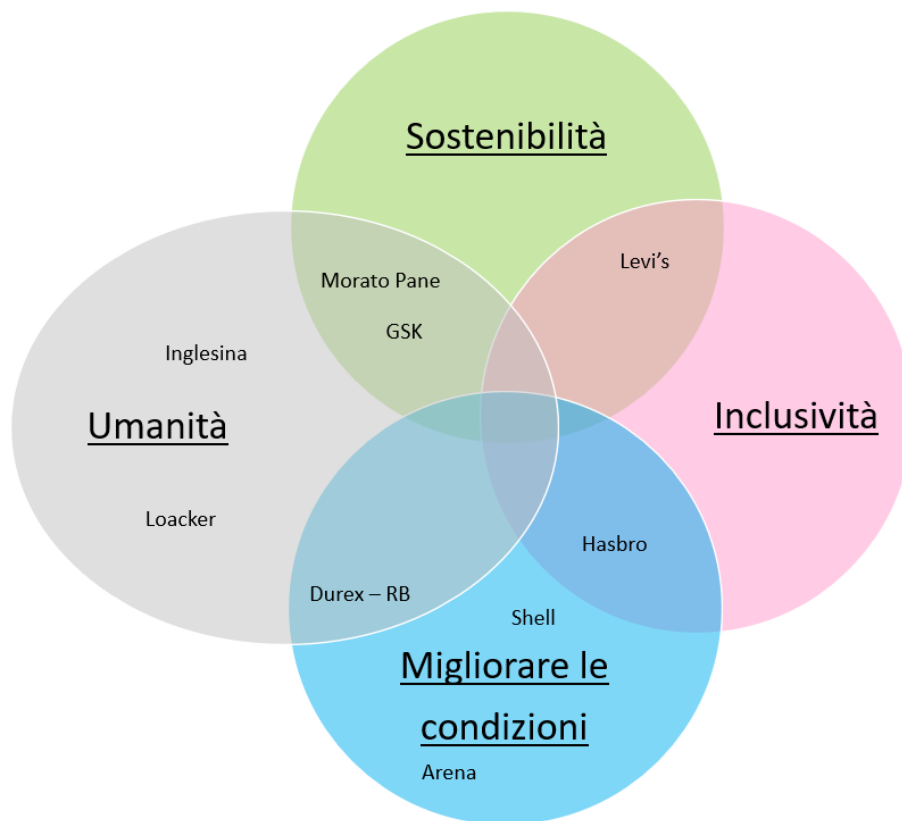 Sostenibilità
Levi's
Morato Pane
GSK
Inglesina
Umanità
Inclusività
Loacker
Hasbro
Durex – RB
Shell
Migliorare le
condizioni
Arena